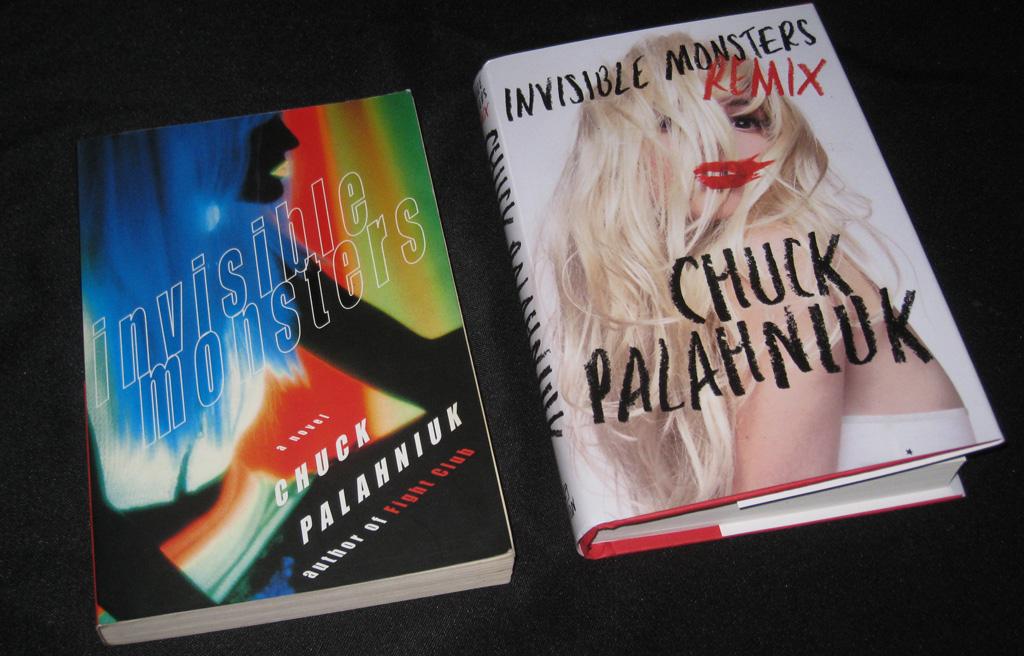 invisible
monsters
a novel
CHUCK
PALAHNIUK
author of Fight Club
INVISIBLE MONSTERS
REMIX
CHUCK
PALAHNIUK
CHUCK PALAHNIUK